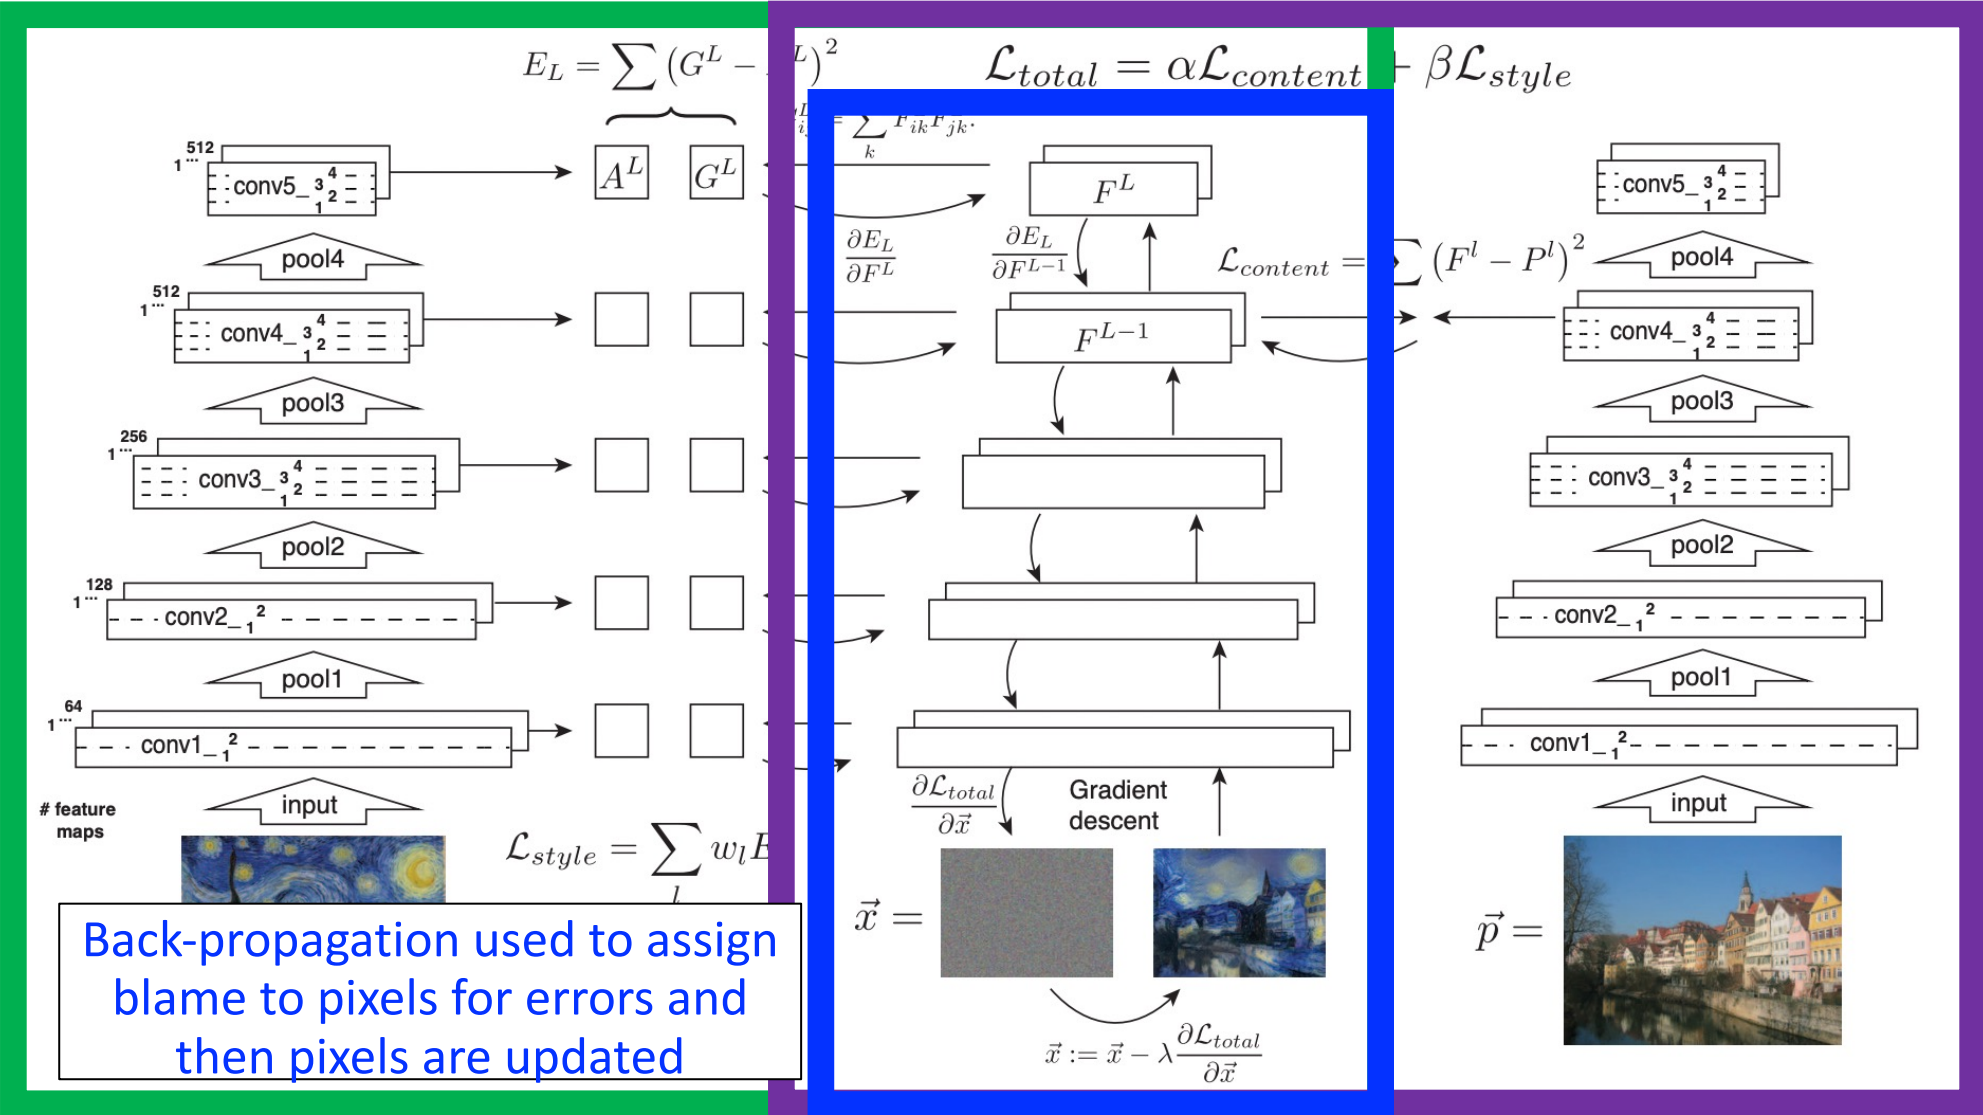 E_L = ∑ (G^L − L)^2
ℒ_total = αℒ_content + βℒ_style
= ∑_k F_ik F_jk.
512
1 ...
conv5_ 1 2 3 4
A^L
G^L
F^L
conv5_ 1 2 3 4
pool4
∂E_L / ∂F^L
∂E_L / ∂F^{L−1}
ℒ_content = ∑ (F^l − P^l)^2
pool4
512
1 ...
conv4_ 1 2 3 4
F^{L−1}
conv4_ 1 2 3 4
pool3
pool3
256
1 ...
conv3_ 1 2 3 4
conv3_ 1 2 3 4
pool2
pool2
128
1 ...
conv2_ 1 2
conv2_ 1 2
pool1
pool1
64
1 ...
conv1_ 1 2
conv1_ 1 2
# feature
maps
input
∂ℒ_total / ∂x⃗
Gradient
descent
input
ℒ_style = ∑_l w_l E
x⃗ =
p⃗ =
x⃗ := x⃗ − λ ∂ℒ_total / ∂x⃗
Back-propagation used to assign
blame to pixels for errors and
then pixels are updated